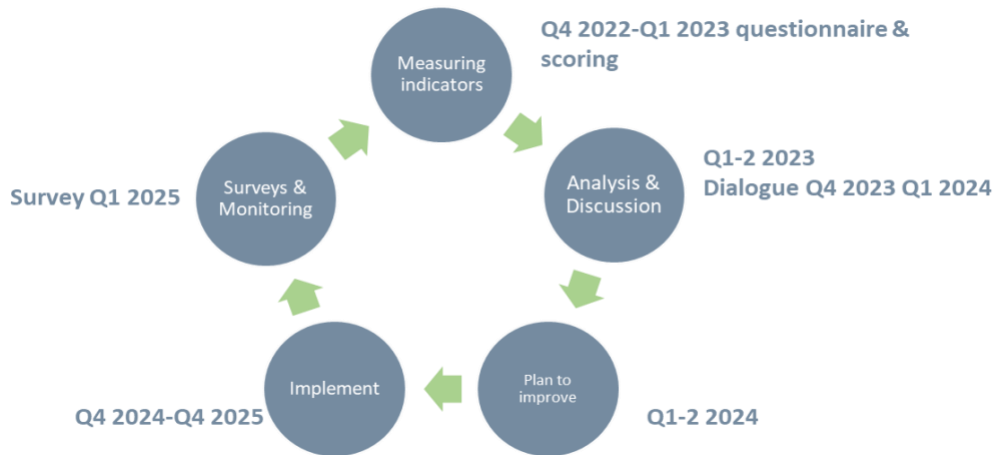 Measuring
indicators
Q4 2022-Q1 2023 questionnaire &
scoring
Analysis &
Discussion
Q1-2 2023
Dialogue Q4 2023 Q1 2024
Plan to
improve
Q1-2 2024
Implement
Q4 2024-Q4 2025
Surveys &
Monitoring
Survey Q1 2025